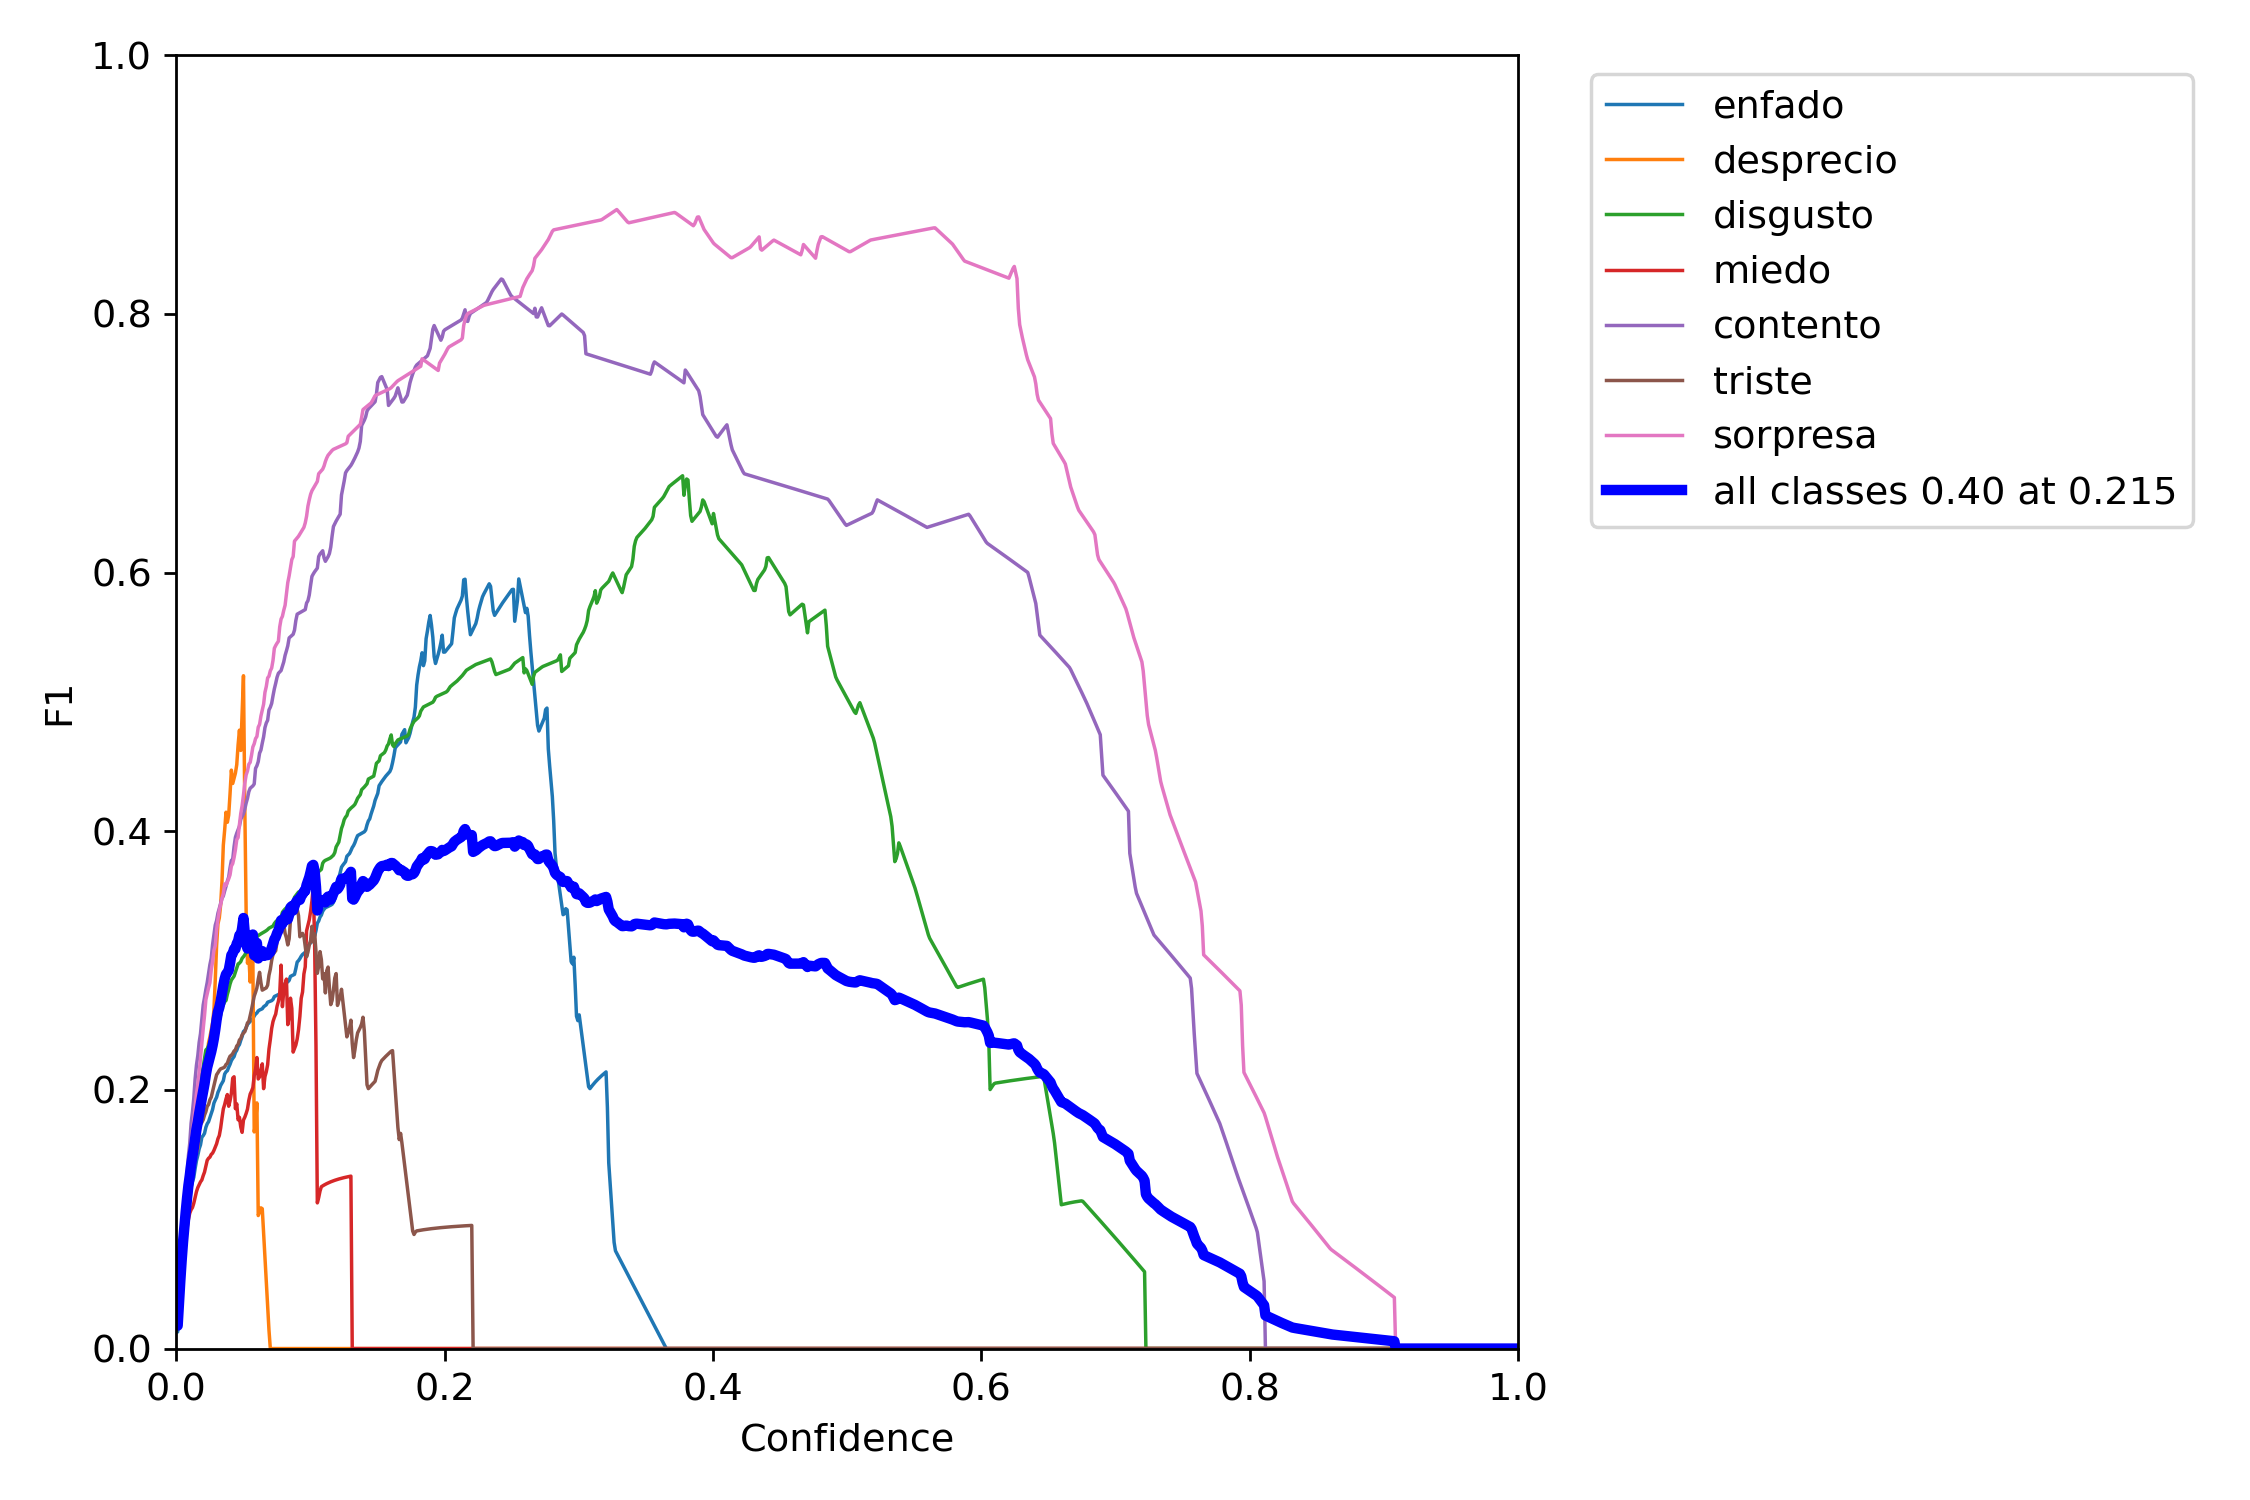 1.0
0.8
0.6
0.4
0.2
0.0
F1
0.0 0.2 0.4 0.6 0.8 1.0
Confidence
enfado
desprecio
disgusto
miedo
contento
triste
sorpresa
all classes 0.40 at 0.215